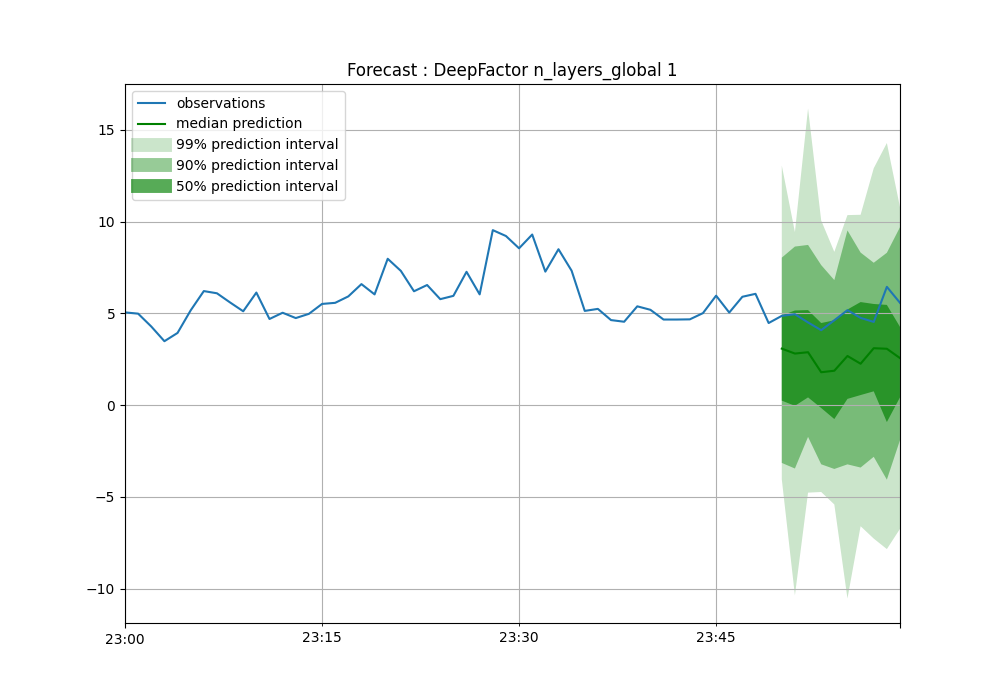 Forecast : DeepFactor n_layers_global 1
observations
median prediction
99% prediction interval
90% prediction interval
50% prediction interval
15
10
5
0
−5
−10
23:00
23:15
23:30
23:45